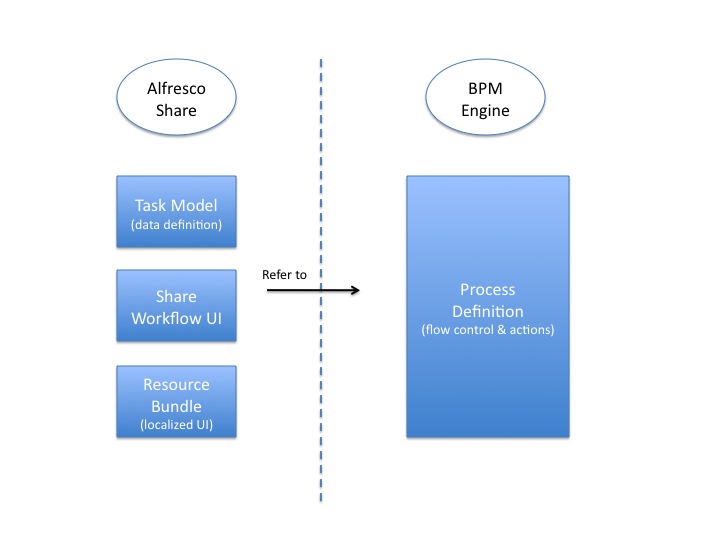 Alfresco
Share
BPM
Engine
Task Model
(data definition)
Refer to
Share
Workflow UI
Process
Definition
(flow control & actions)
Resource
Bundle
(localized UI)